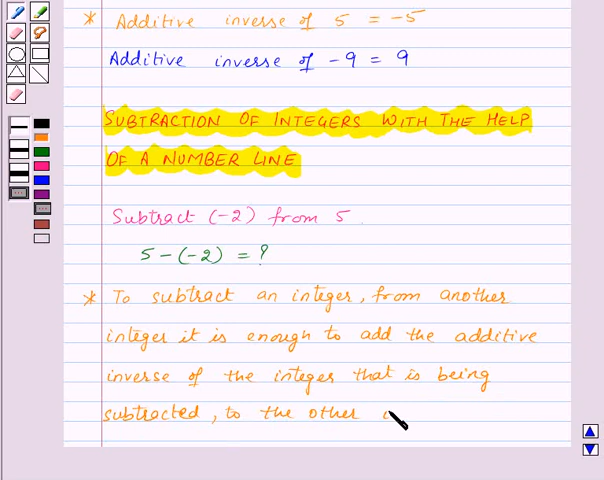 * Additive inverse of 5 = -5
Additive inverse of -9 = 9
SUBTRACTION OF INTEGERS WITH THE HELP
OF A NUMBER LINE
Subtract (-2) from 5.
5-(-2) = ?
* To subtract an integer, from another
integer it is enough to add the additive
inverse of the integer that is being
subtracted, to the other